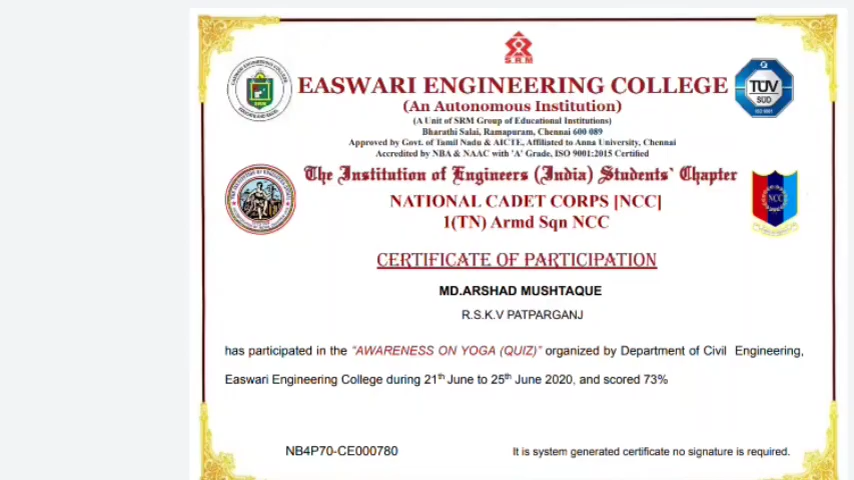 SRM
EASWARI ENGINEERING COLLEGE
(An Autonomous Institution)
(A Unit of SRM Group of Educational Institutions)
Bharathi Salai, Ramapuram, Chennai 600 089
Approved by Govt. of Tamil Nadu & AICTE, Affiliated to Anna University, Chennai
Accredited by NBA & NAAC with 'A' Grade, ISO 9001:2015 Certified
TÜV
SÜD
ISO 9001
The Institution of Engineers (India) Students' Chapter
NATIONAL CADET CORPS [NCC]
1(TN) Armd Sqn NCC
NCC
CERTIFICATE OF PARTICIPATION
MD.ARSHAD MUSHTAQUE
R.S.K.V PATPARGANJ
has participated in the "AWARENESS ON YOGA (QUIZ)" organized by Department of Civil Engineering,
Easwari Engineering College during 21th June to 25th June 2020, and scored 73%
NB4P70-CE000780
It is system generated certificate no signature is required.